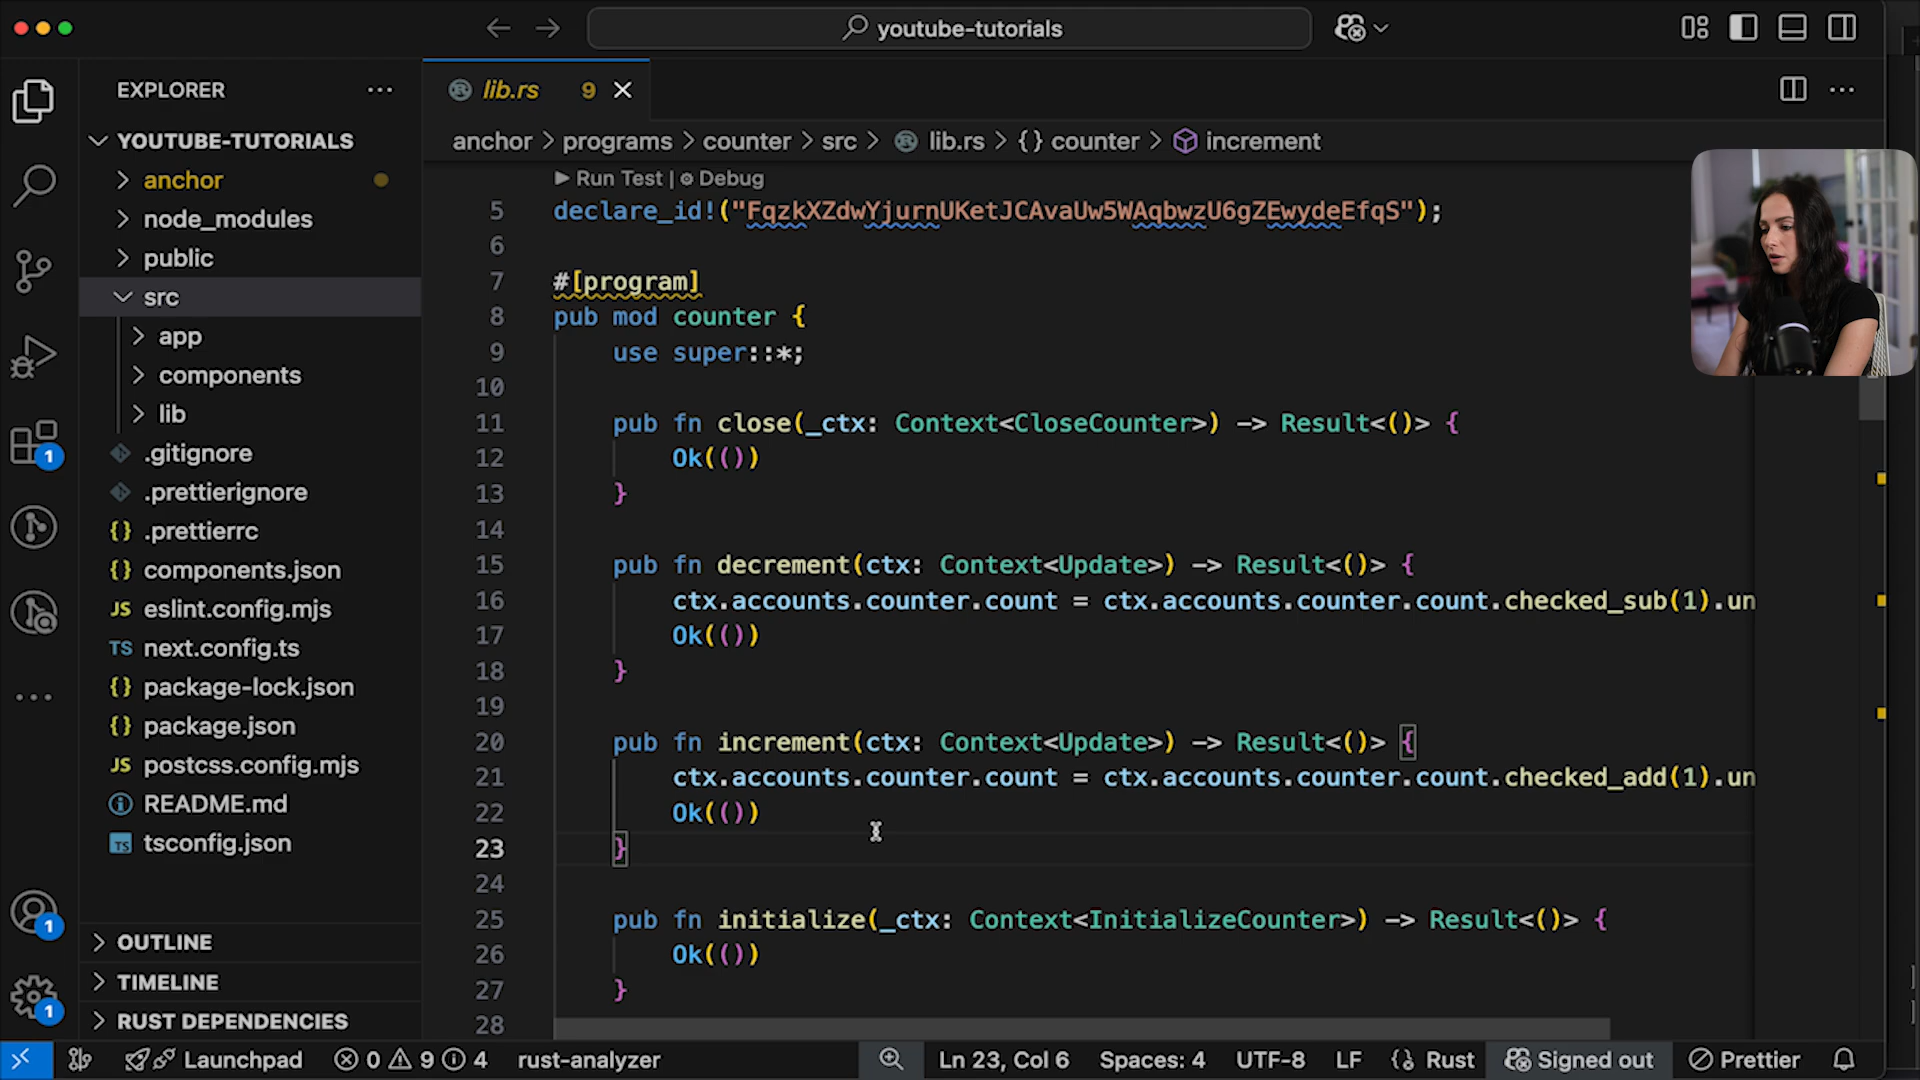 youtube-tutorials
EXPLORER
lib.rs 9
YOUTUBE-TUTORIALS
anchor > programs > counter > src > lib.rs > {} counter > increment
anchor
node_modules
public
src
app
components
lib
.gitignore
.prettierignore
{} .prettierrc
{} components.json
JS eslint.config.mjs
TS next.config.ts
{} package-lock.json
{} package.json
JS postcss.config.mjs
README.md
TS tsconfig.json
OUTLINE
TIMELINE
RUST DEPENDENCIES
1
1
1
Run Test | Debug
5 declare_id!("FqzkXZdwYjurnUKetJCAvaUw5WAqbwzU6gZEwydeEfqS");
6
7 #[program]
8 pub mod counter {
9 use super::*;
10
11 pub fn close(_ctx: Context<CloseCounter>) -> Result<()> {
12 Ok(())
13 }
14
15 pub fn decrement(ctx: Context<Update>) -> Result<()> {
16 ctx.accounts.counter.count = ctx.accounts.counter.count.checked_sub(1).un
17 Ok(())
18 }
19
20 pub fn increment(ctx: Context<Update>) -> Result<()> {
21 ctx.accounts.counter.count = ctx.accounts.counter.count.checked_add(1).un
22 Ok(())
23 }
24
25 pub fn initialize(_ctx: Context<InitializeCounter>) -> Result<()> {
26 Ok(())
27 }
28
Launchpad 0 9 4 rust-analyzer Ln 23, Col 6 Spaces: 4 UTF-8 LF {} Rust Signed out Prettier